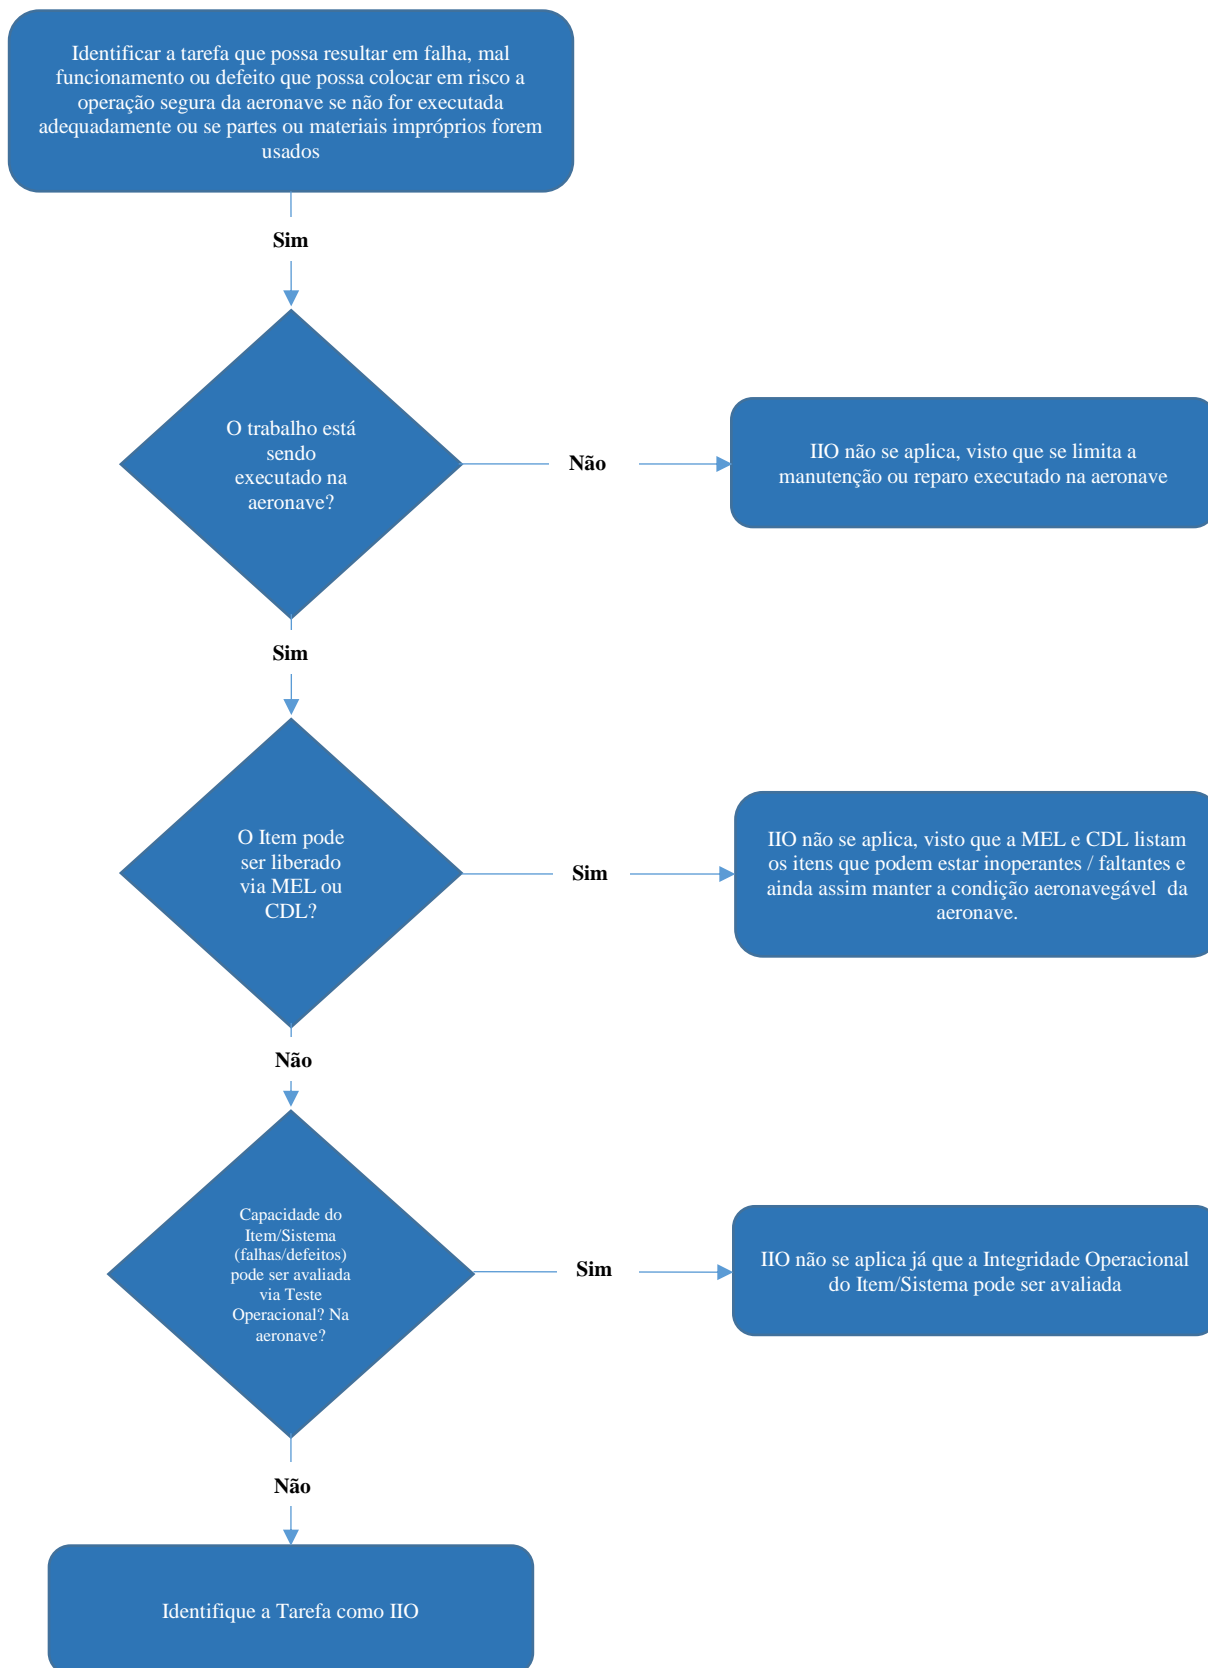 Identificar a tarefa que possa resultar em falha, mal
funcionamento ou defeito que possa colocar em risco a
operação segura da aeronave se não for executada
adequadamente ou se partes ou materiais impróprios forem
usados
Sim
O trabalho está
sendo
executado na
aeronave?
Não
IIO não se aplica, visto que se limita a
manutenção ou reparo executado na aeronave
Sim
O Item pode
ser liberado
via MEL ou
CDL?
Sim
IIO não se aplica, visto que a MEL e CDL listam
os itens que podem estar inoperantes / faltantes e
ainda assim manter a condição aeronavegável da
aeronave.
Não
Capacidade do
Item/Sistema
(falhas/defeitos)
pode ser avaliada
via Teste
Operacional? Na
aeronave?
Sim
IIO não se aplica já que a Integridade Operacional
do Item/Sistema pode ser avaliada
Não
Identifique a Tarefa como IIO